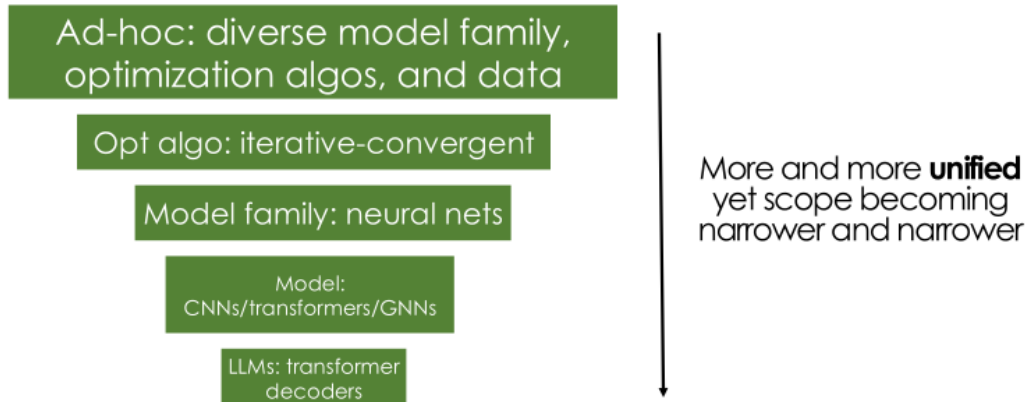 Ad-hoc: diverse model family,
optimization algos, and data
Opt algo: iterative-convergent
Model family: neural nets
Model:
CNNs/transformers/GNNs
LLMs: transformer
decoders
More and more unified
yet scope becoming
narrower and narrower